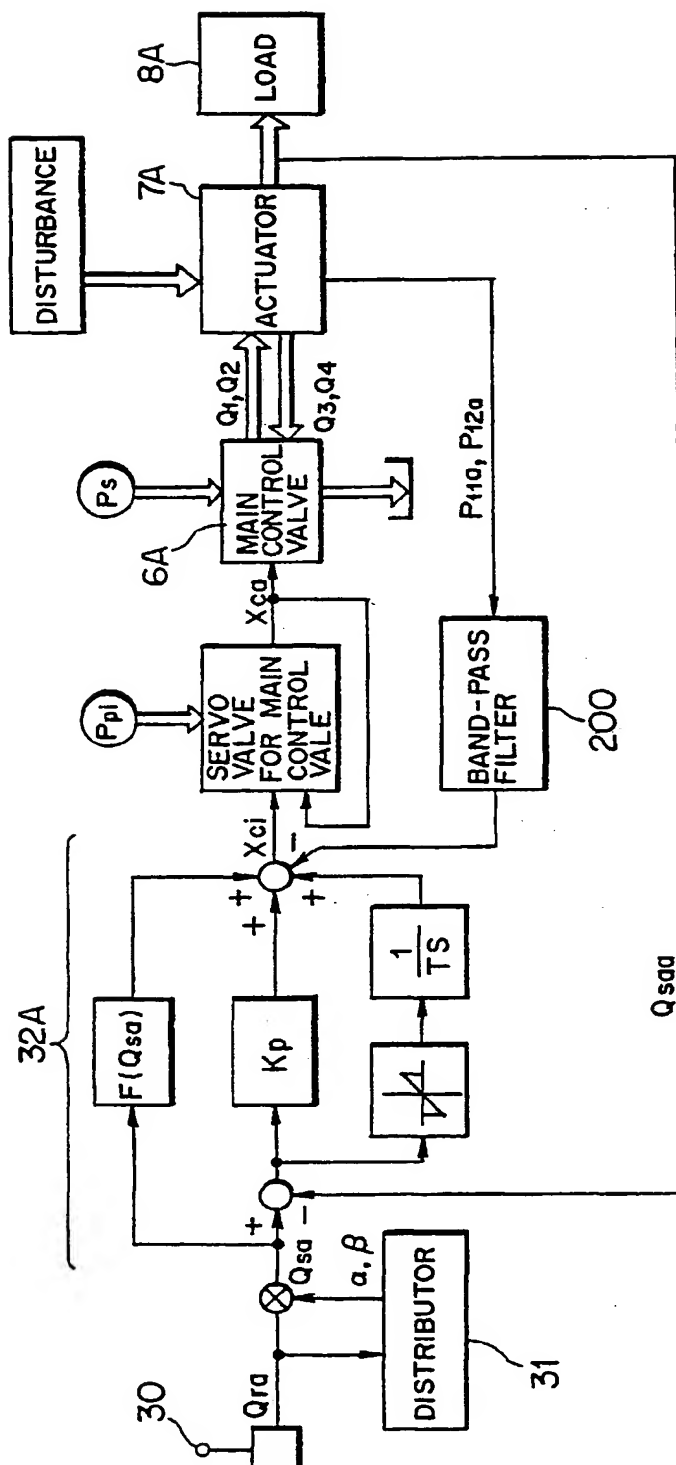 30
Qra
DISTRIBUTOR
31
α, β
Qsa
+
−
32A
F(Qsa)
Kp
1
TS
+
+
+
−
Xci
Ppi
SERVO
VALVE
FOR MAIN
CONTROL
VALE
Xca
6A
Ps
MAIN
CONTROL
VALVE
Q1, Q2
Q3, Q4
DISTURBANCE
7A
ACTUATOR
8A
LOAD
P11a, P12a
BAND-PASS
FILTER
200
Qsaa